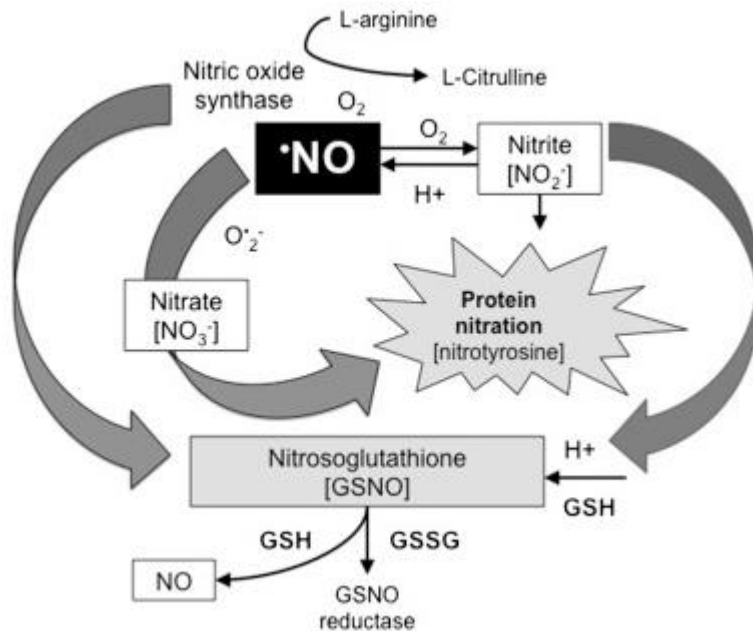 L-arginine
L-Citrulline
Nitric oxide
synthase
O2
•NO
O2
H+
Nitrite
[NO2-]
O•2-
Nitrate
[NO3-]
Protein
nitration
[nitrotyrosine]
Nitrosoglutathione
[GSNO]
H+
GSH
GSH
GSSG
NO
GSNO
reductase